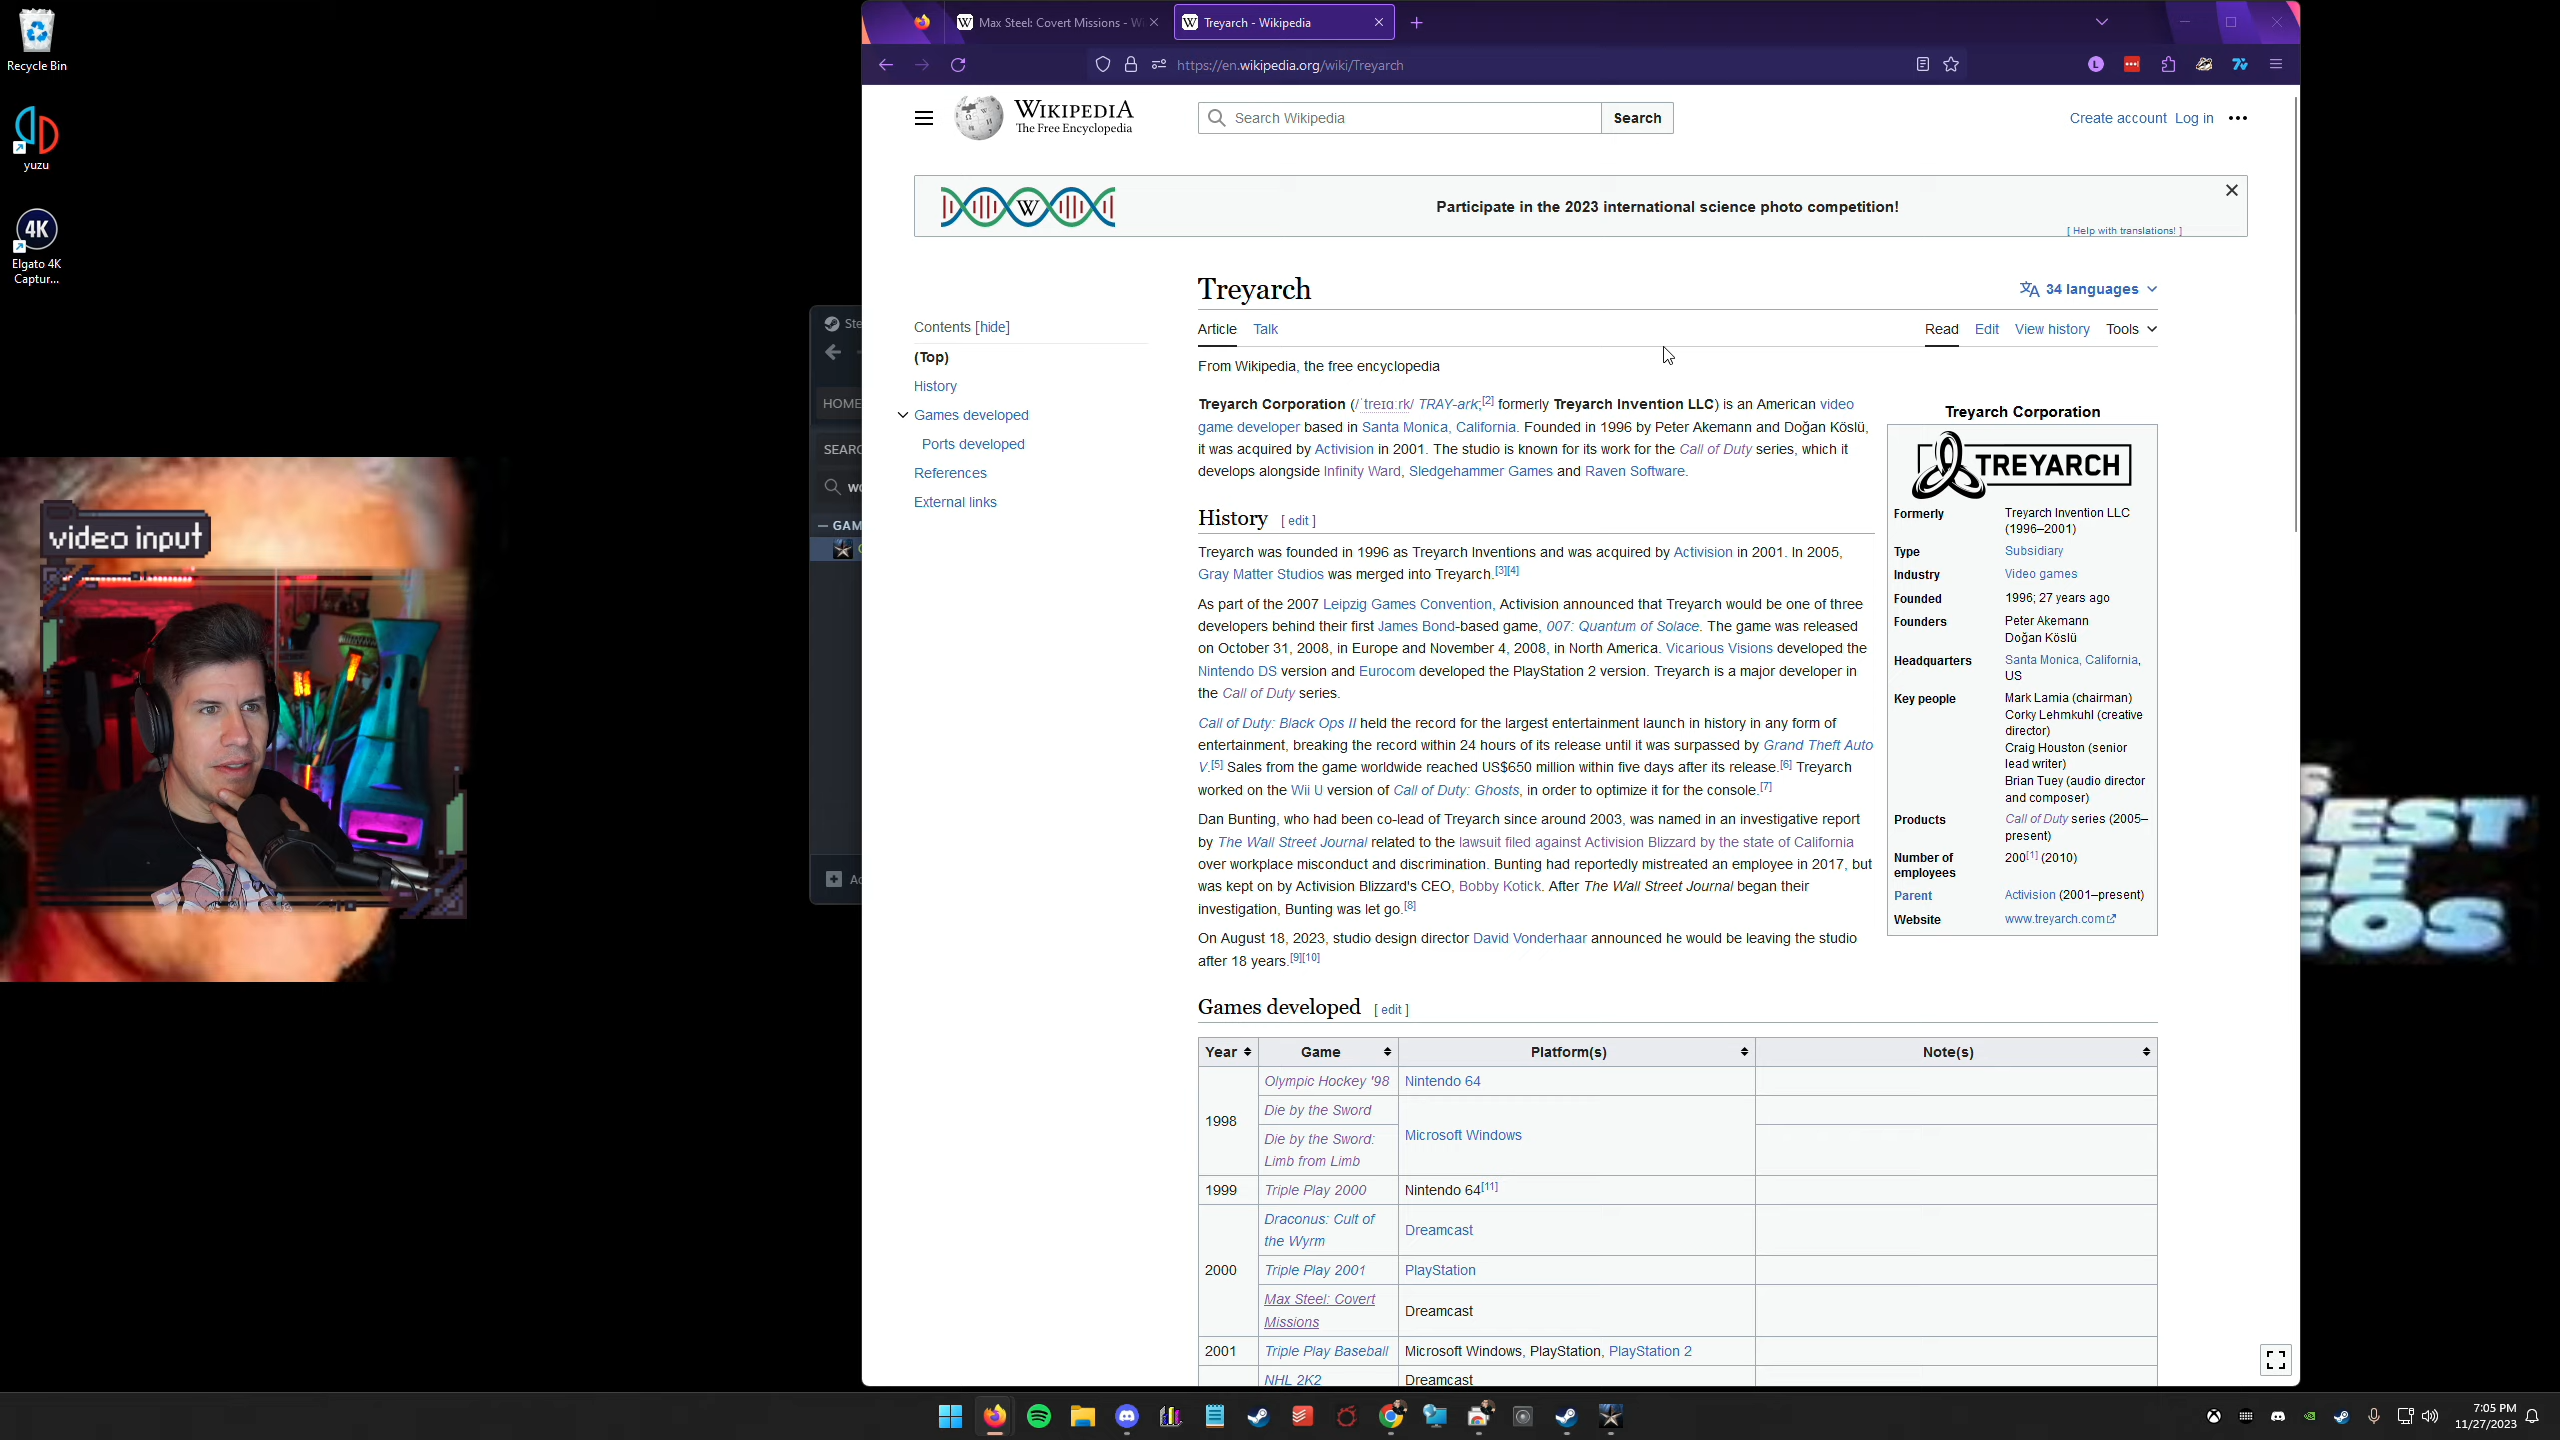 Recycle Bin
yuzu
4K
Elgato 4K
Captur...
video input
Ste
HOME
SEARC
wo
GAM
Max Steel: Covert Missions - W
Treyarch - Wikipedia
https://en.wikipedia.org/wiki/Treyarch
WIKIPEDIA
The Free Encyclopedia
Search Wikipedia
Search
Create account Log in
W
Participate in the 2023 international science photo competition!
[ Help with translations! ]
Treyarch
34 languages
Contents [hide]
(Top)
History
Games developed
Ports developed
References
External links
Article Talk
Read Edit View history Tools
From Wikipedia, the free encyclopedia
Treyarch Corporation (/ˈtreɪɑːrk/ TRAY-ark;[2] formerly Treyarch Invention LLC) is an American video
game developer based in Santa Monica, California. Founded in 1996 by Peter Akemann and Doğan Köslü,
it was acquired by Activision in 2001. The studio is known for its work for the Call of Duty series, which it
develops alongside Infinity Ward, Sledgehammer Games and Raven Software.
History [ edit ]
Treyarch was founded in 1996 as Treyarch Inventions and was acquired by Activision in 2001. In 2005,
Gray Matter Studios was merged into Treyarch.[3][4]
As part of the 2007 Leipzig Games Convention, Activision announced that Treyarch would be one of three
developers behind their first James Bond-based game, 007: Quantum of Solace. The game was released
on October 31, 2008, in Europe and November 4, 2008, in North America. Vicarious Visions developed the
Nintendo DS version and Eurocom developed the PlayStation 2 version. Treyarch is a major developer in
the Call of Duty series.
Call of Duty: Black Ops II held the record for the largest entertainment launch in history in any form of
entertainment, breaking the record within 24 hours of its release until it was surpassed by Grand Theft Auto
V.[5] Sales from the game worldwide reached US$650 million within five days after its release.[6] Treyarch
worked on the Wii U version of Call of Duty: Ghosts, in order to optimize it for the console.[7]
Dan Bunting, who had been co-lead of Treyarch since around 2003, was named in an investigative report
by The Wall Street Journal related to the lawsuit filed against Activision Blizzard by the state of California
over workplace misconduct and discrimination. Bunting had reportedly mistreated an employee in 2017, but
was kept on by Activision Blizzard's CEO, Bobby Kotick. After The Wall Street Journal began their
investigation, Bunting was let go.[8]
On August 18, 2023, studio design director David Vonderhaar announced he would be leaving the studio
after 18 years.[9][10]
Treyarch Corporation
TREYARCH
Formerly Treyarch Invention LLC
(1996–2001)
Type Subsidiary
Industry Video games
Founded 1996; 27 years ago
Founders Peter Akemann
Doğan Köslü
Headquarters Santa Monica, California,
US
Key people Mark Lamia (chairman)
Corky Lehmkuhl (creative
director)
Craig Houston (senior
lead writer)
Brian Tuey (audio director
and composer)
Products Call of Duty series (2005–
present)
Number of 200[1] (2010)
employees
Parent Activision (2001–present)
Website www.treyarch.com
Games developed [ edit ]
Year Game Platform(s) Note(s)
1998 Olympic Hockey '98 Nintendo 64
Die by the Sword Microsoft Windows
Die by the Sword:
Limb from Limb
1999 Triple Play 2000 Nintendo 64[11]
2000 Draconus: Cult of
the Wyrm Dreamcast
Triple Play 2001 PlayStation
Max Steel: Covert
Missions Dreamcast
2001 Triple Play Baseball Microsoft Windows, PlayStation, PlayStation 2
NHL 2K2 Dreamcast
7:05 PM
11/27/2023